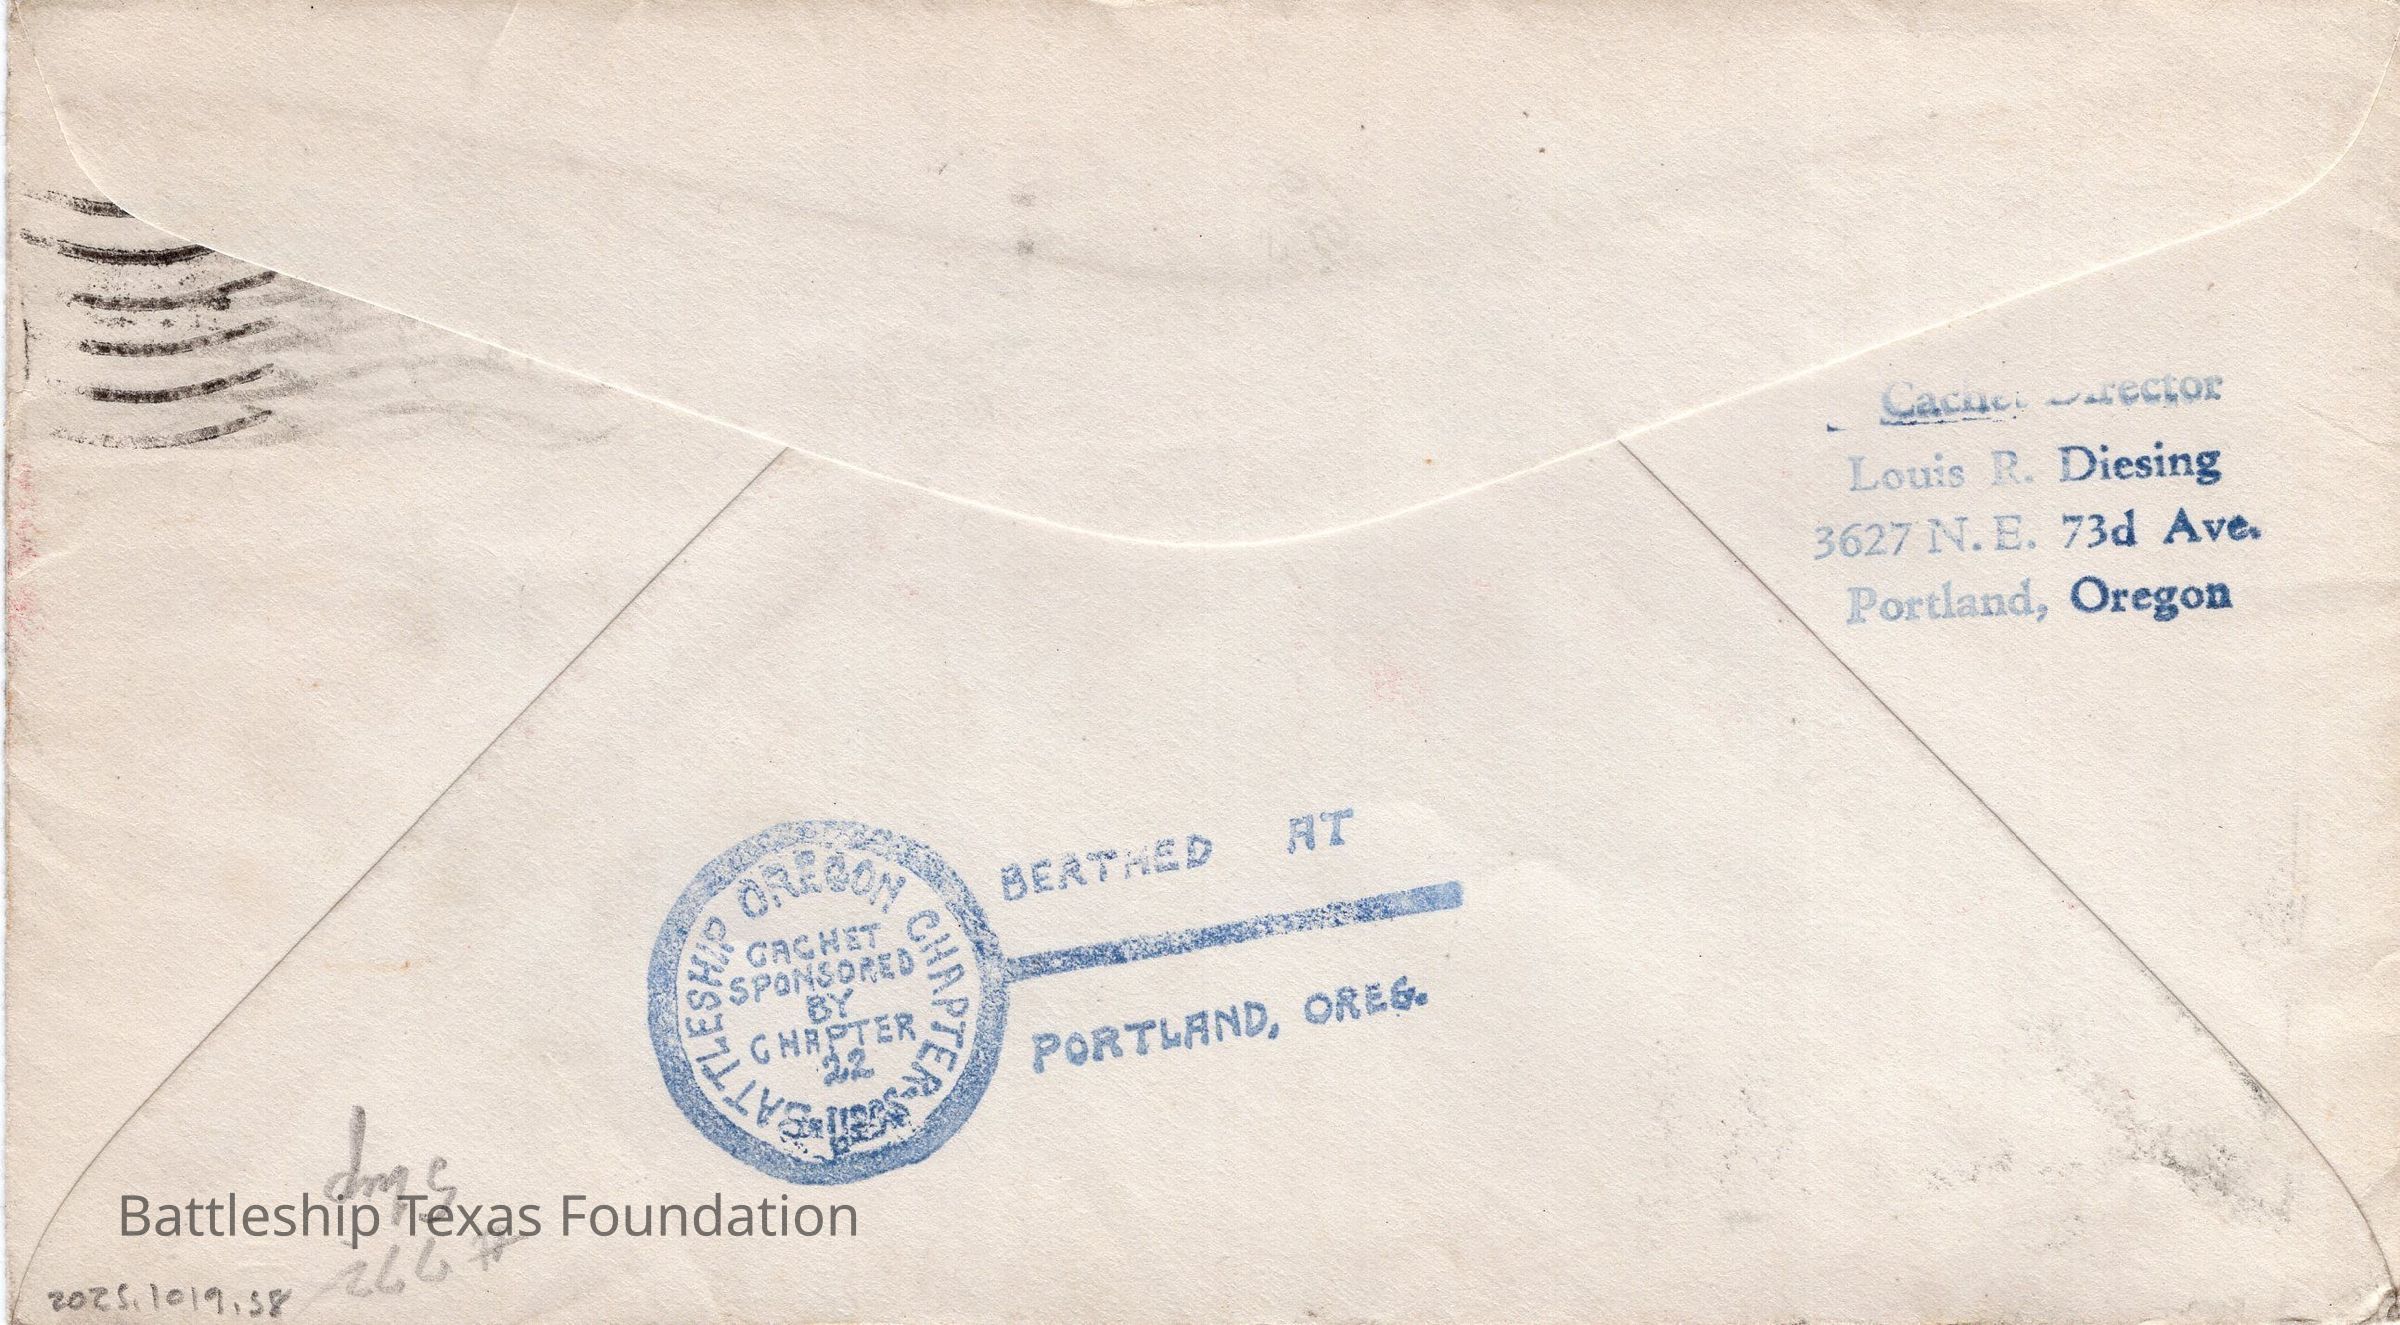 Cachet Director
Louis R. Diesing
3627 N. E. 73d Ave.
Portland, Oregon
BATTLESHIP OREGON CHAPTER
CACHET
SPONSORED
BY
CHAPTER
22
BERTHED AT
PORTLAND, OREG.
Battleship Texas Foundation
2025.1019.58